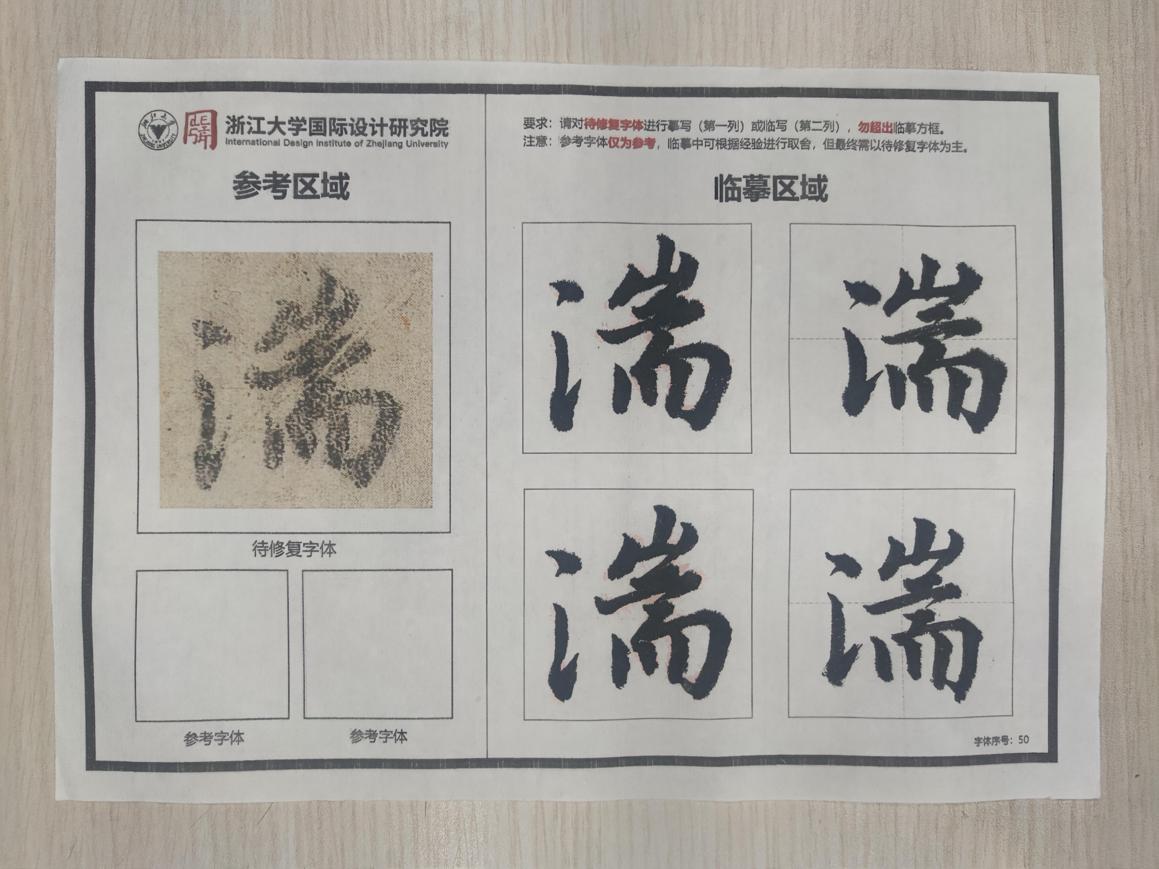 浙江大学国际设计研究院
International Design Institute of Zhejiang University
要求：请对待修复字体进行摹写（第一列）或临写（第二列），勿超出临摹方框。
注意：参考字体仅为参考，临摹中可根据经验进行取舍，但最终需以待修复字体为主。
参考区域
湍
待修复字体
参考字体
参考字体
临摹区域
湍 湍
湍 湍
字体序号：50